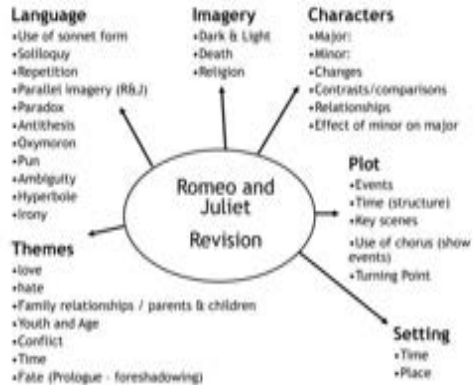 Language
•Use of sonnet form
•Soliloquy
•Repetition
•Parallel Imagery (R&J)
•Paradox
•Antithesis
•Oxymoron
•Pun
•Ambiguity
•Hyperbole
•Irony
Imagery
•Dark & Light
•Death
•Religion
Characters
•Major:
•Minor:
•Changes
•Contrasts/comparisons
•Relationships
•Effect of minor on major
Romeo and
Juliet
Revision
Plot
•Events
•Time (structure)
•Key scenes
•Use of chorus (show
events)
•Turning Point
Themes
•love
•hate
•Family relationships / parents & children
•Youth and Age
•Conflict
•Time
•Fate (Prologue - foreshadowing)
Setting
•Time
•Place